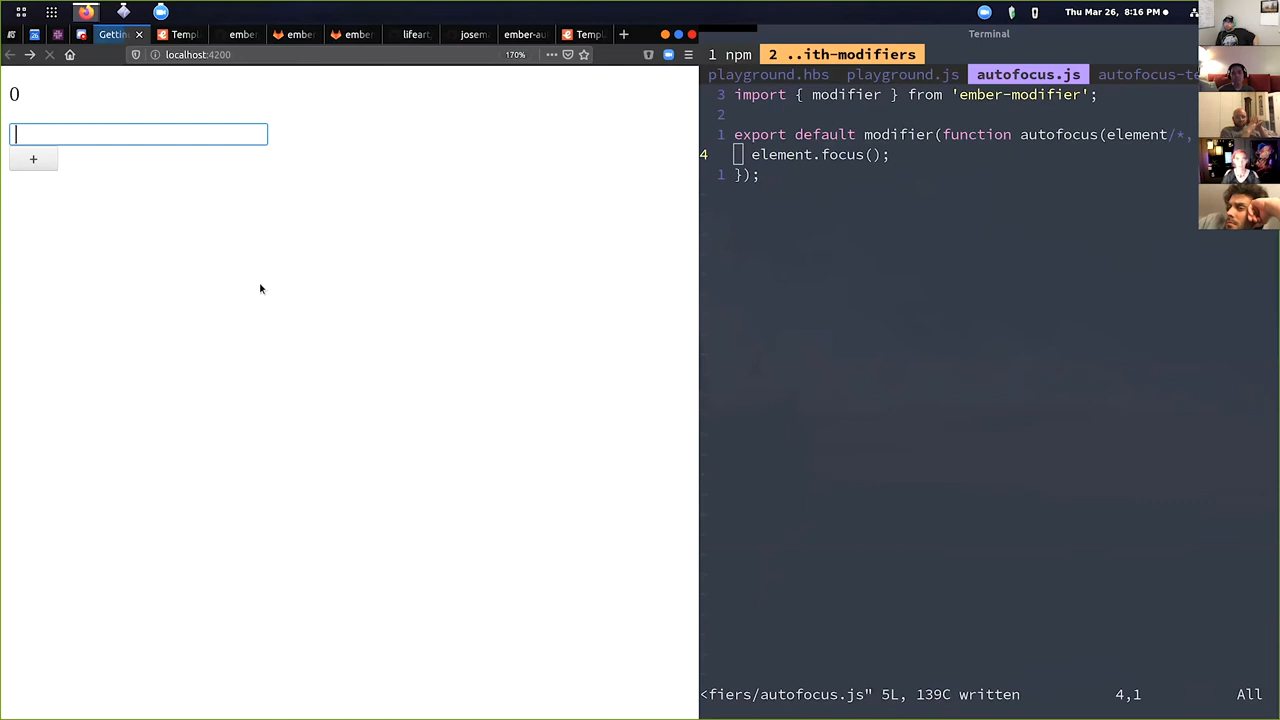 Thu Mar 26, 8:16 PM
Gettin
Templ
ember
ember
ember
lifeart,
josem
ember-au
Templ
Terminal
localhost:4200
170%
1 npm 2 ..ith-modifiers
playground.hbs playground.js autofocus.js autofocus-te
3 import { modifier } from 'ember-modifier';
2
1 export default modifier(function autofocus(element/*,
4 element.focus();
1 });
0
+
<fiers/autofocus.js" 5L, 139C written 4,1 All